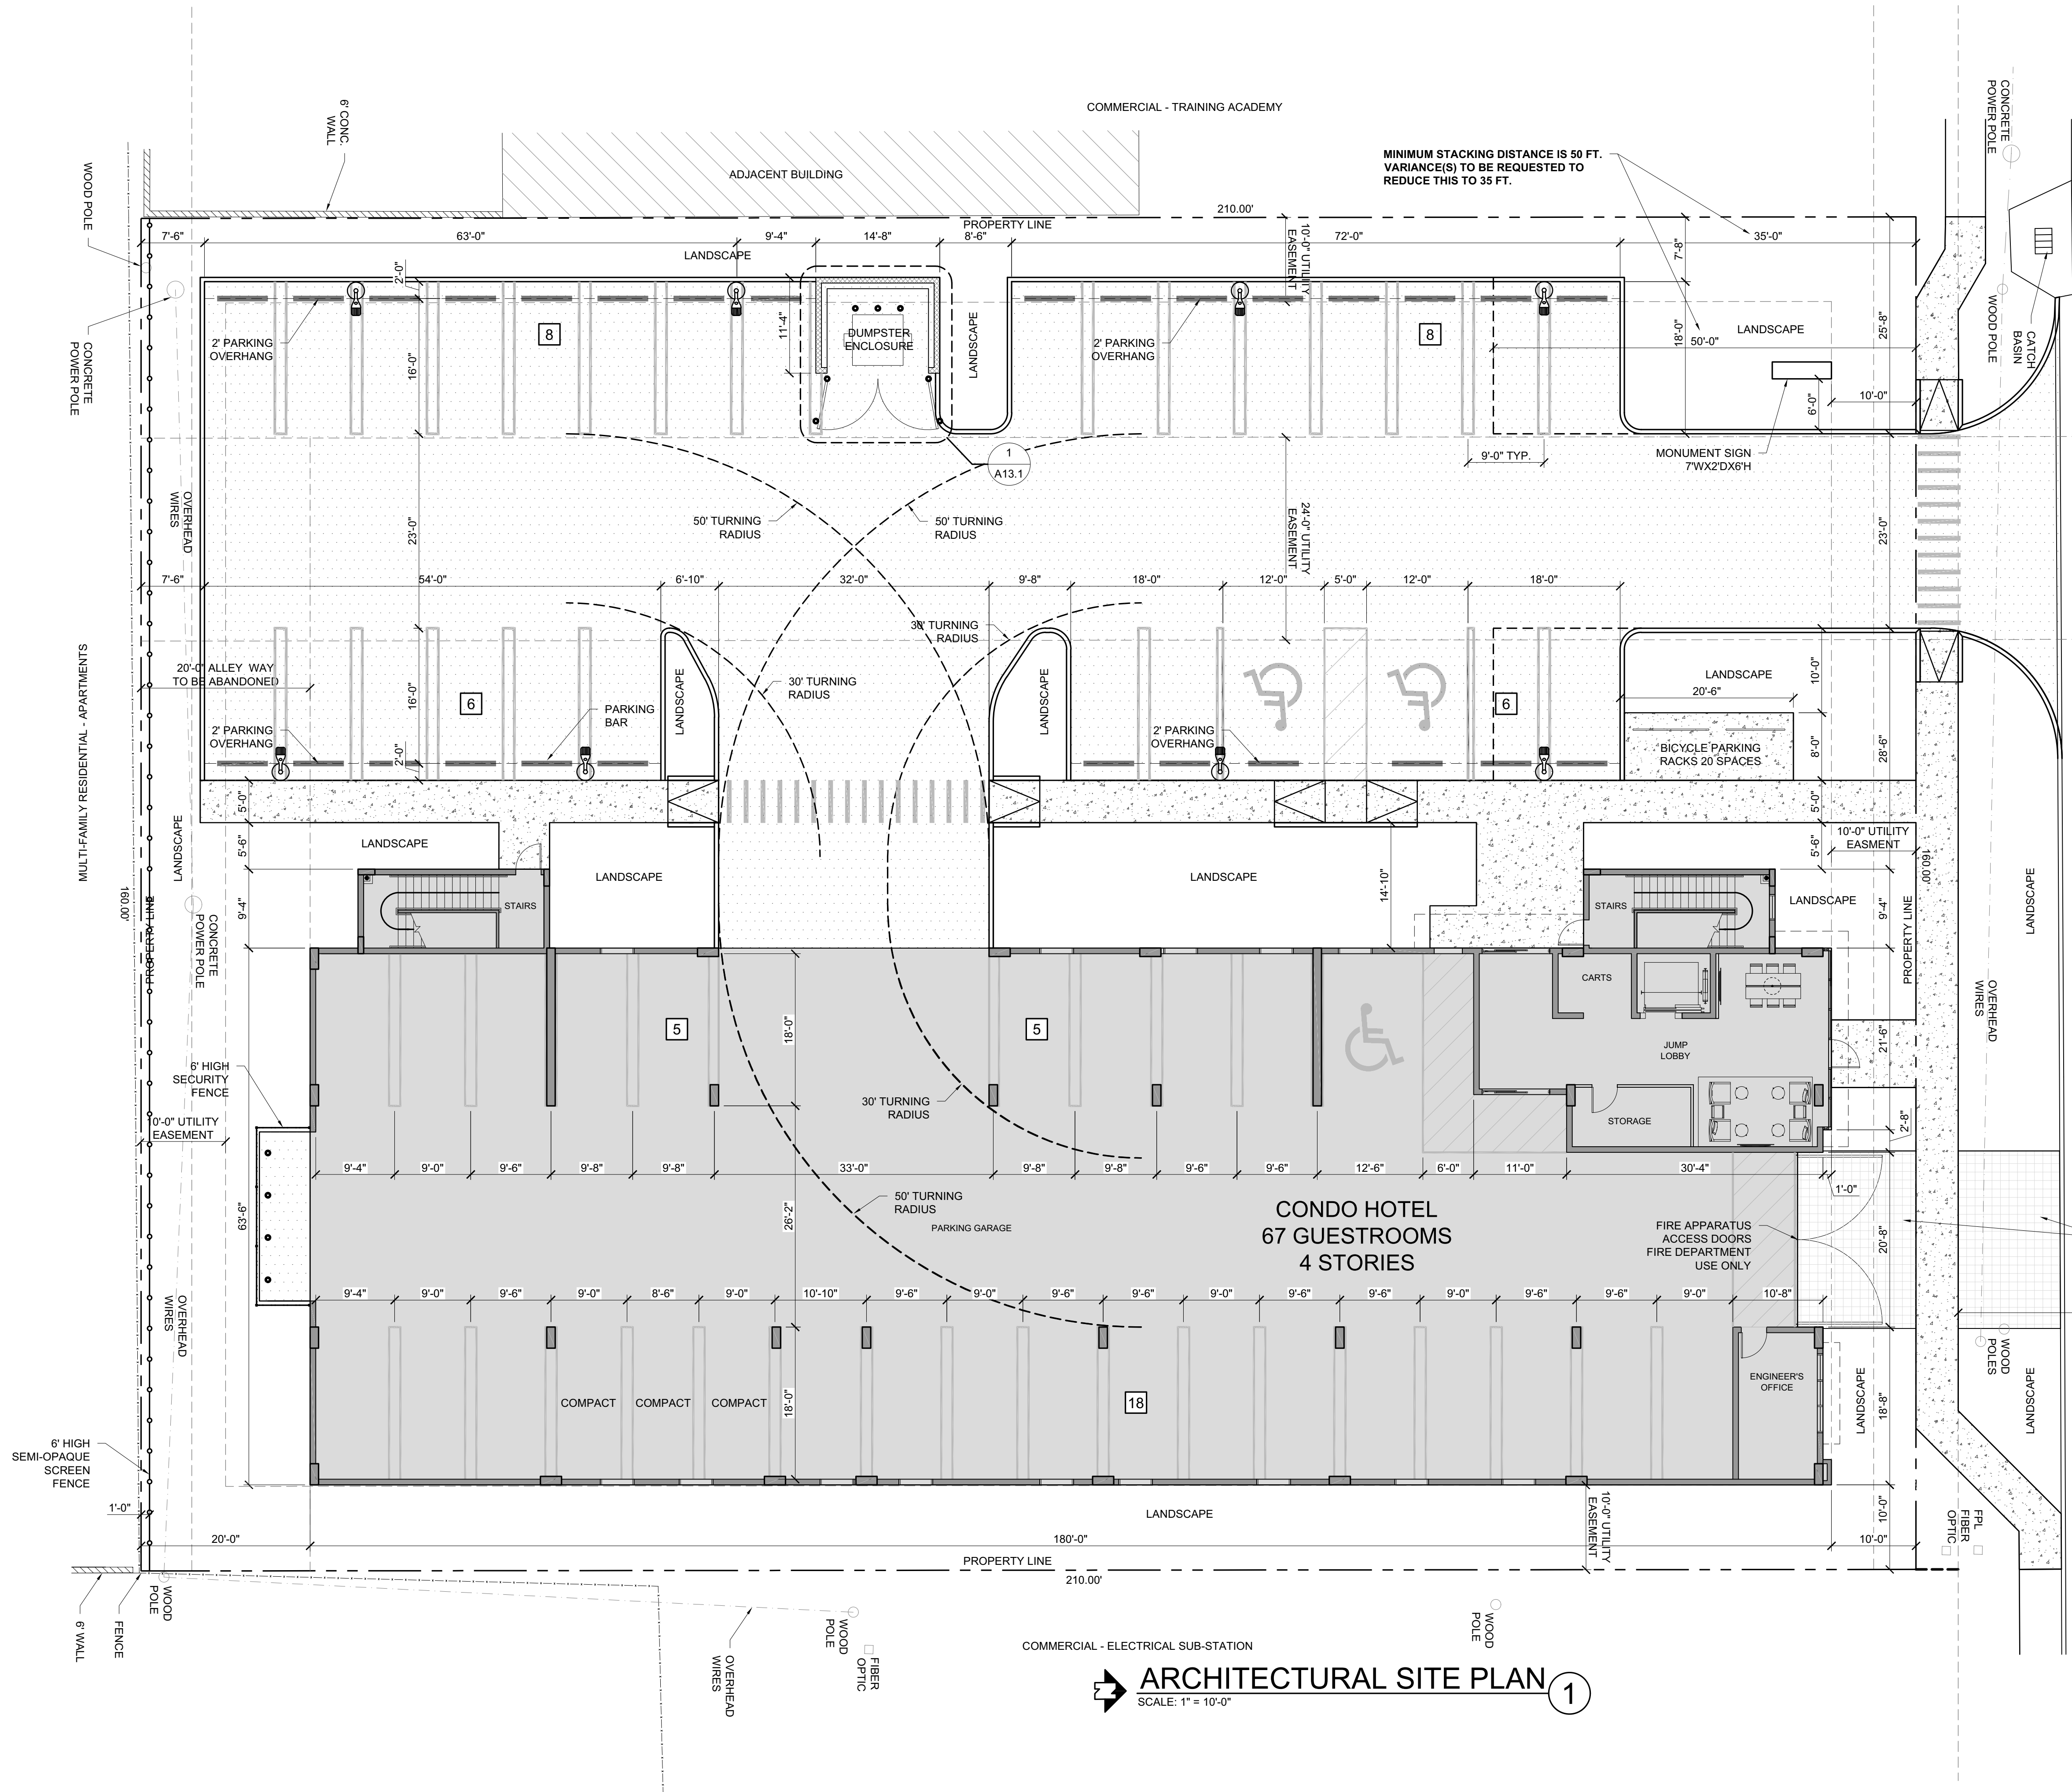 COMMERCIAL - TRAINING ACADEMY
CONCRETE
POWER POLE
6' CONC.
WALL
MINIMUM STACKING DISTANCE IS 50 FT.
VARIANCE(S) TO BE REQUESTED TO
REDUCE THIS TO 35 FT.
ADJACENT BUILDING
WOOD POLE
210.00'
PROPERTY LINE
7'-6"
63'-0"
9'-4"
14'-8"
8'-6"
10'-0" UTILITY
EASEMENT
72'-0"
7'-8"
35'-0"
LANDSCAPE
2'-0"
CONCRETE
POWER POLE
2' PARKING
OVERHANG
8
11'-4"
DUMPSTER
ENCLOSURE
LANDSCAPE
2' PARKING
OVERHANG
8
18'-0"
50'-0"
LANDSCAPE
25'-8"
WOOD POLE
CATCH
BASIN
16'-0"
6'-0"
10'-0"
MONUMENT SIGN
7'WX2'DX6'H
9'-0" TYP.
1
A13.1
OVERHEAD
WIRES
23'-0"
50' TURNING
RADIUS
50' TURNING
RADIUS
24'-0" UTILITY
EASEMENT
23'-0"
7'-6"
54'-0"
6'-10"
32'-0"
9'-8"
18'-0"
12'-0"
5'-0"
12'-0"
18'-0"
30' TURNING
RADIUS
MULTI-FAMILY RESIDENTIAL - APARTMENTS
20'-0" ALLEY WAY
TO BE ABANDONED
16'-0"
6
LANDSCAPE
30' TURNING
RADIUS
LANDSCAPE
6
LANDSCAPE
10'-0"
20'-6"
2' PARKING
OVERHANG
PARKING
BAR
2'-0"
2' PARKING
OVERHANG
BICYCLE PARKING
RACKS 20 SPACES
8'-0"
28'-6"
5'-0"
5'-0"
LANDSCAPE
LANDSCAPE
5'-6"
10'-0" UTILITY
EASMENT
5'-6"
160.00'
LANDSCAPE
LANDSCAPE
14'-10"
160.00'
PROPERTY LINE
CONCRETE
POWER POLE
9'-4"
STAIRS
STAIRS
LANDSCAPE
9'-4"
PROPERTY LINE
LANDSCAPE
CARTS
OVERHEAD
WIRES
5
18'-0"
5
JUMP
LOBBY
21'-6"
6' HIGH
SECURITY
FENCE
30' TURNING
RADIUS
STORAGE
2'-8"
10'-0" UTILITY
EASEMENT
9'-4"
9'-0"
9'-6"
9'-8"
9'-8"
33'-0"
9'-8"
9'-8"
9'-6"
9'-6"
12'-6"
6'-0"
11'-0"
30'-4"
1'-0"
63'-6"
26'-2"
50' TURNING
RADIUS
PARKING GARAGE
CONDO HOTEL
67 GUESTROOMS
4 STORIES
FIRE APPARATUS
ACCESS DOORS
FIRE DEPARTMENT
USE ONLY
20'-8"
OVERHEAD
WIRES
9'-4"
9'-0"
9'-6"
9'-0"
8'-6"
9'-0"
10'-10"
9'-6"
9'-0"
9'-6"
9'-6"
9'-0"
9'-6"
9'-6"
9'-0"
9'-6"
9'-6"
9'-0"
10'-8"
WOOD
POLES
COMPACT
COMPACT
COMPACT
18'-0"
18
ENGINEER'S
OFFICE
LANDSCAPE
18'-8"
LANDSCAPE
6' HIGH
SEMI-OPAQUE
SCREEN
FENCE
1'-0"
LANDSCAPE
10'-0" UTILITY
EASEMENT
10'-0"
FPL
FIBER
OPTIC
20'-0"
180'-0"
10'-0"
PROPERTY LINE
210.00'
6' WALL
FENCE
WOOD
POLE
OVERHEAD
WIRES
WOOD
POLE
FIBER
OPTIC
WOOD
POLE
COMMERCIAL - ELECTRICAL SUB-STATION
ARCHITECTURAL SITE PLAN
1
SCALE: 1" = 10'-0"